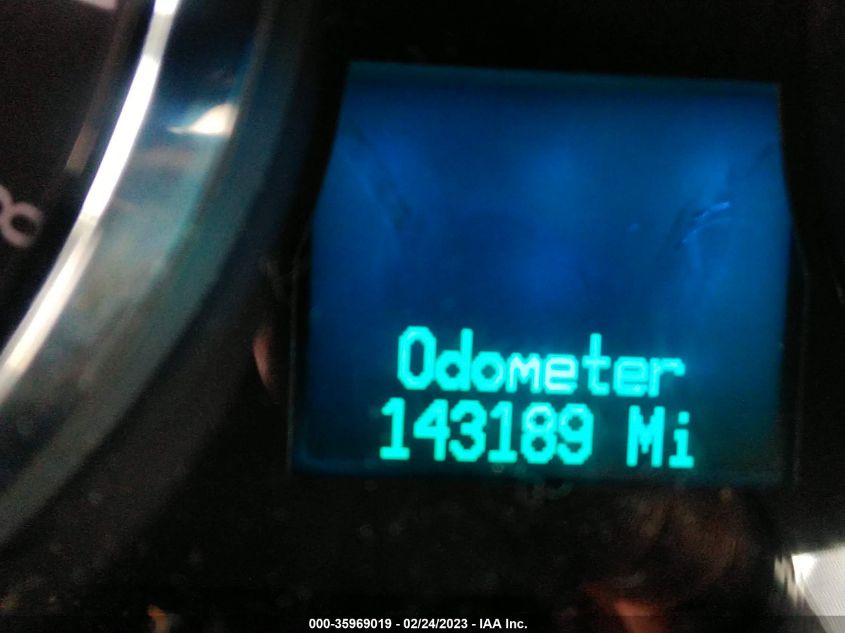 Odometer
143189 Mi
000-35969019 - 02/24/2023 - IAA Inc.